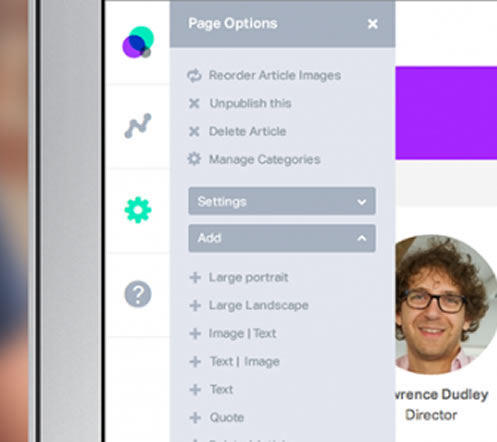 Page Options
Reorder Article Images
Unpublish this
Delete Article
Manage Categories
Settings
Add
Large portrait
Large Landscape
Image | Text
Text | Image
Text
Quote
wrence Dudley
Director